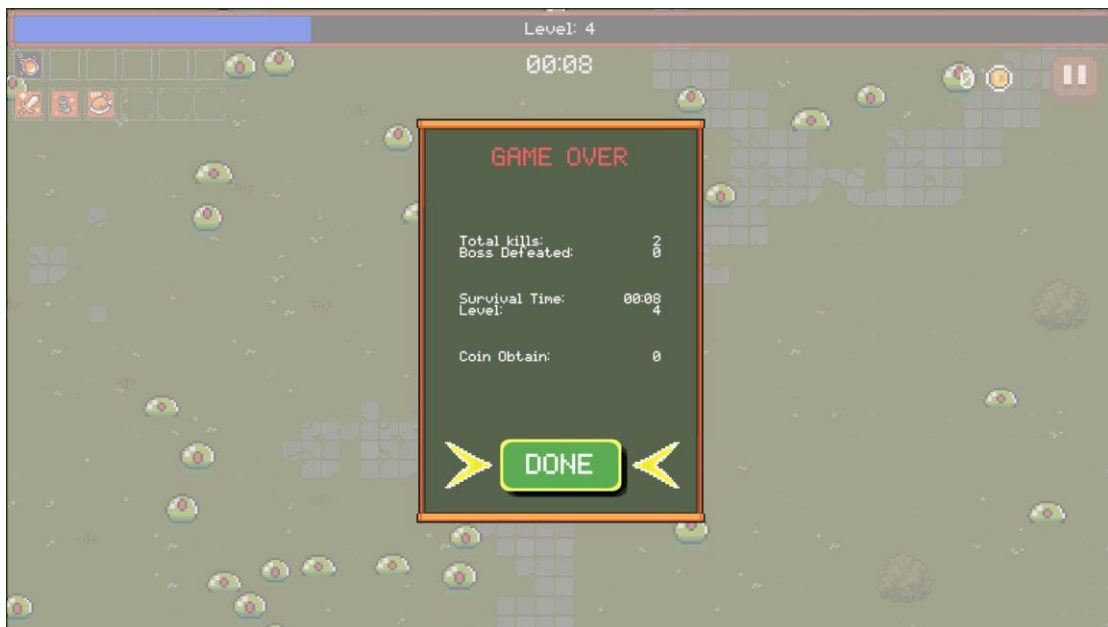 Level: 4
00:08
0
GAME OVER
Total kills: 2
Boss Defeated: 0
Survival Time: 00:08
Level: 4
Coin Obtain: 0
DONE